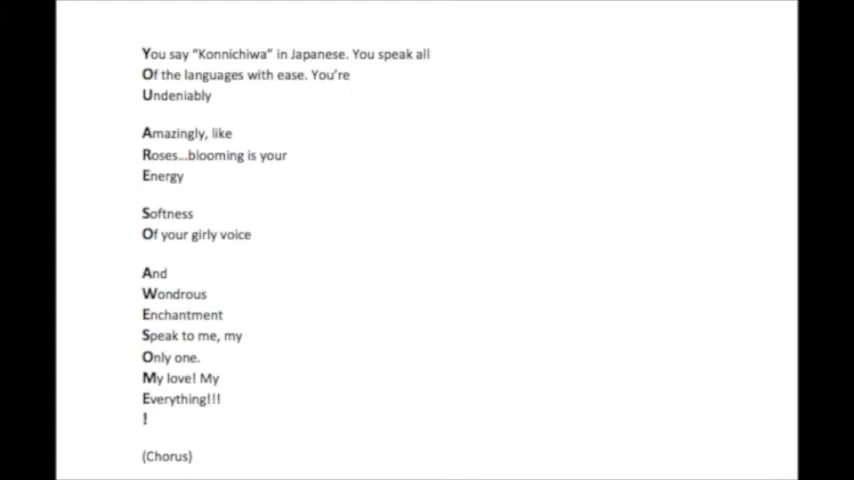 You say “Konnichiwa” in Japanese. You speak all
Of the languages with ease. You’re
Undeniably
Amazingly, like
Roses...blooming is your
Energy
Softness
Of your girly voice
And
Wondrous
Enchantment
Speak to me, my
Only one.
My love! My
Everything!!!
!
(Chorus)